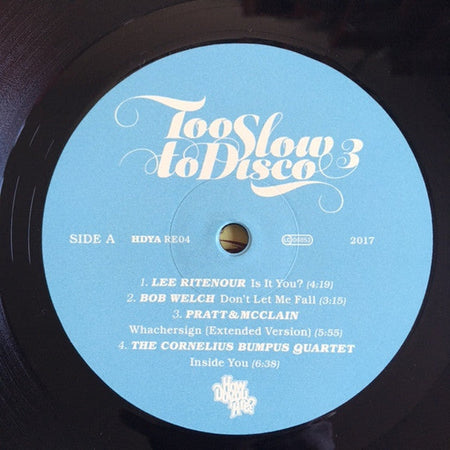 Too Slow
to Disco 3
SIDE A HDYA RE04 LC 06053 2017
1. LEE RITENOUR Is It You? (4:19)
2. BOB WELCH Don't Let Me Fall (3:15)
3. PRATT&MCCLAIN
Whachersign [Extended Version] (5:55)
4. THE CORNELIUS BUMPUS QUARTET
Inside You (6:38)
How
Do You
Are?